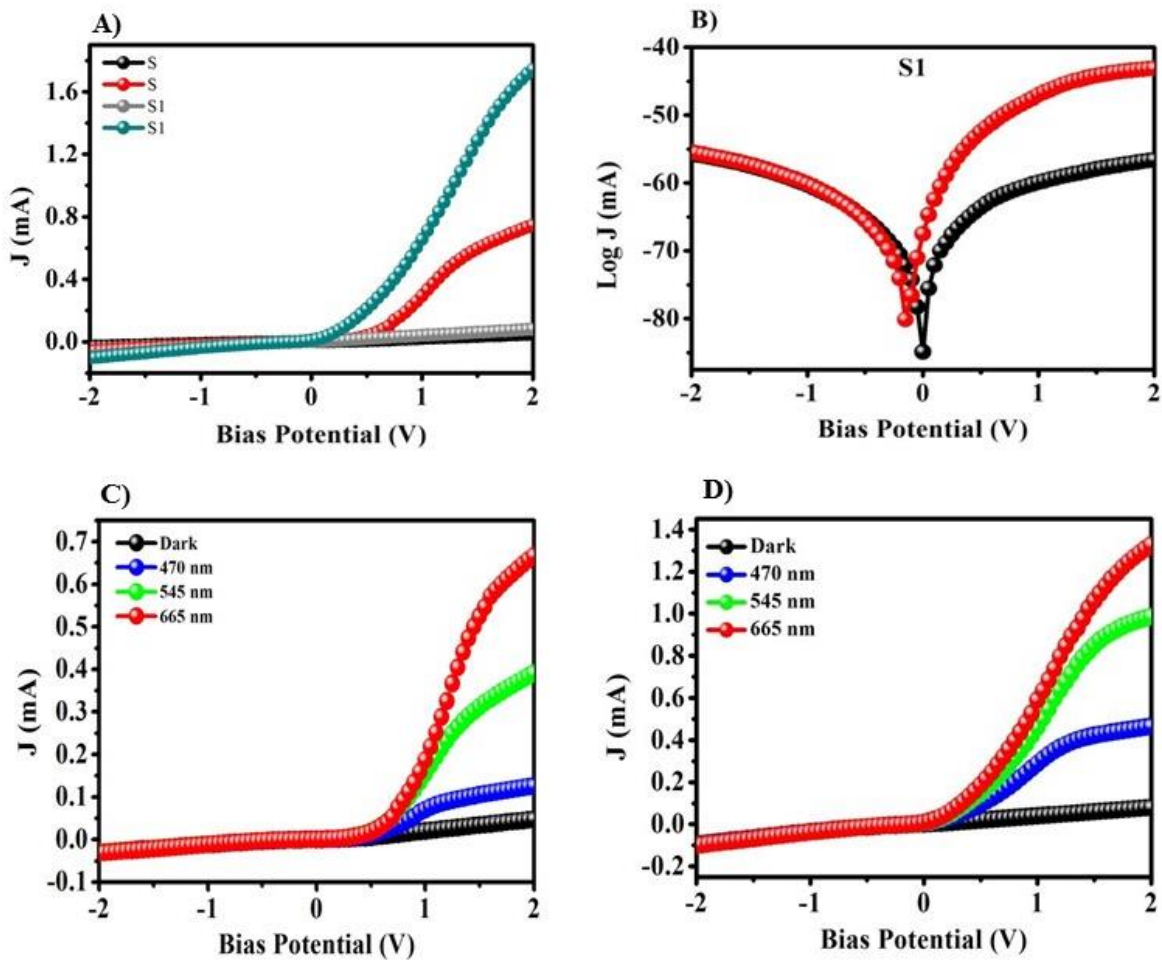 A)
S
S
S1
S1
1.6
1.2
0.8
0.4
0.0
J (mA)
-2 -1 0 1 2
Bias Potential (V)
B)
S1
-40
-50
-60
-70
-80
Log J (mA)
-2 -1 0 1 2
Bias Potential (V)
C)
Dark
470 nm
545 nm
665 nm
0.7
0.6
0.5
0.4
0.3
0.2
0.1
0.0
-0.1
J (mA)
-2 -1 0 1 2
Bias Potential (V)
D)
Dark
470 nm
545 nm
665 nm
1.4
1.2
1.0
0.8
0.6
0.4
0.2
0.0
-0.2
J (mA)
-2 -1 0 1 2
Bias Potential (V)